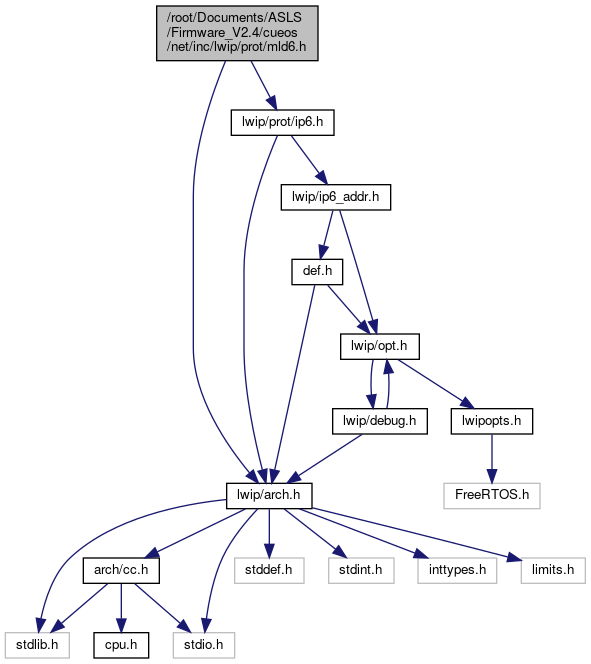 /root/Documents/ASLS
/Firmware_V2.4/cueos
/net/inc/lwip/prot/mld6.h
lwip/prot/ip6.h
lwip/ip6_addr.h
def.h
lwip/opt.h
lwip/debug.h
lwipopts.h
lwip/arch.h
FreeRTOS.h
arch/cc.h
stddef.h
stdint.h
inttypes.h
limits.h
stdlib.h
cpu.h
stdio.h